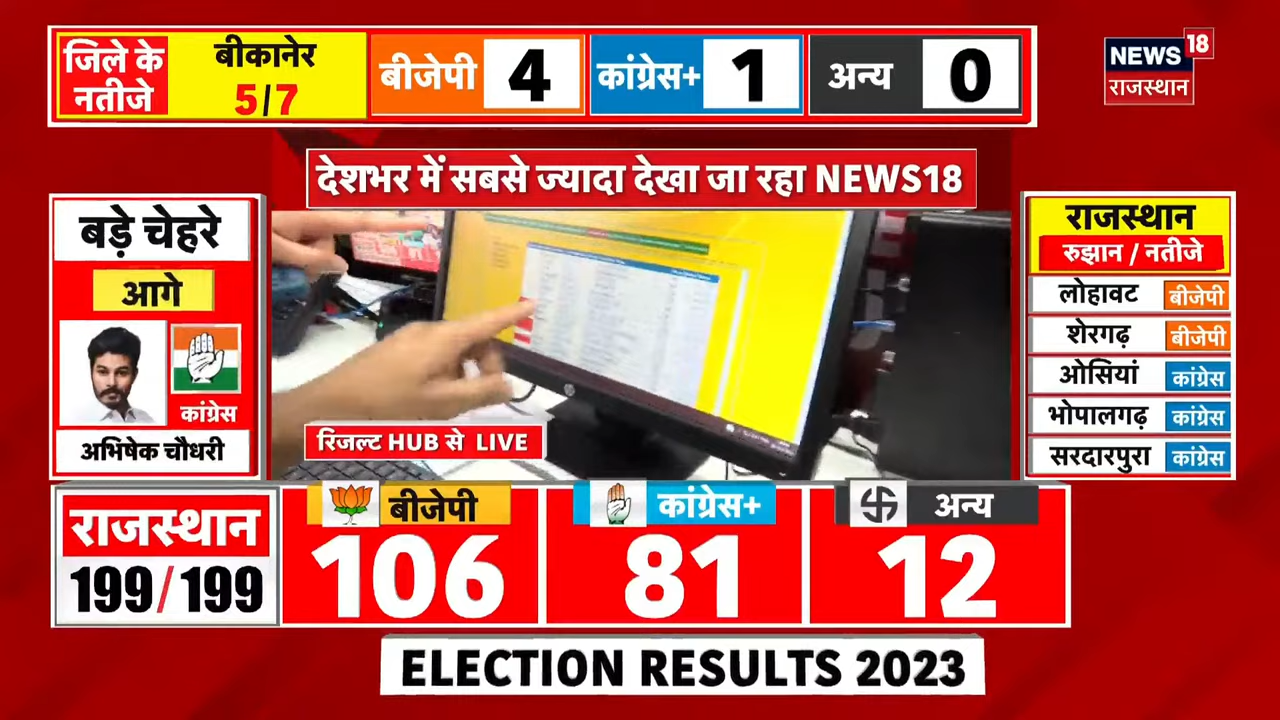 जिले के
नतीजे
बीकानेर
5/7
बीजेपी 4
कांग्रेस+ 1
अन्य 0
NEWS 18
राजस्थान
देशभर में सबसे ज्यादा देखा जा रहा NEWS18
बड़े चेहरे
आगे
कांग्रेस
अभिषेक चौधरी
रिजल्ट HUB से LIVE
राजस्थान
रुझान / नतीजे
लोहावट बीजेपी
शेरगढ़ बीजेपी
ओसियां कांग्रेस
भोपालगढ़ कांग्रेस
सरदारपुरा कांग्रेस
राजस्थान
199/199
बीजेपी
106
कांग्रेस+
81
अन्य
12
ELECTION RESULTS 2023